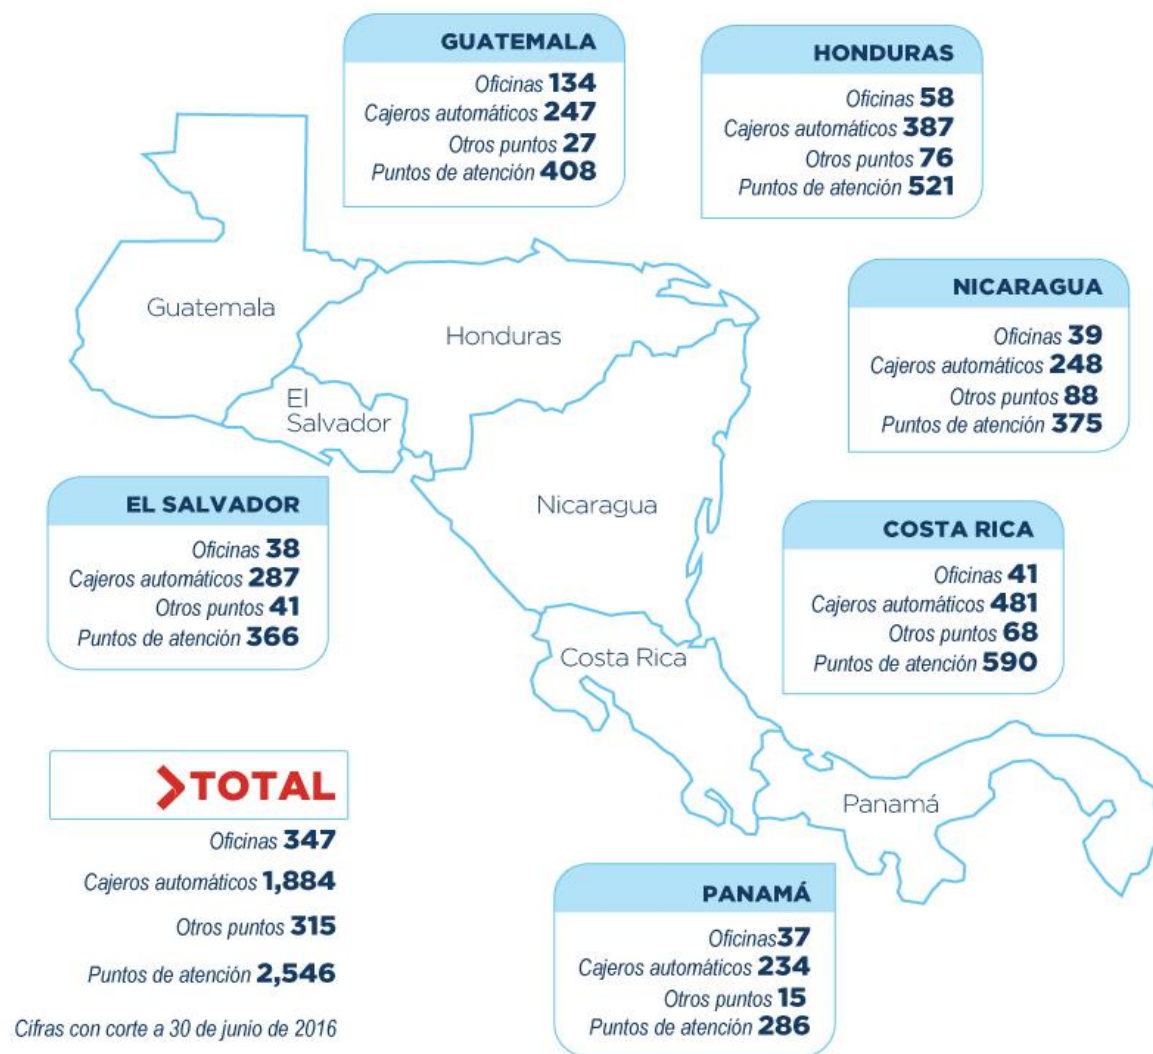 GUATEMALA
Oficinas 134
Cajeros automáticos 247
Otros puntos 27
Puntos de atención 408
HONDURAS
Oficinas 58
Cajeros automáticos 387
Otros puntos 76
Puntos de atención 521
NICARAGUA
Oficinas 39
Cajeros automáticos 248
Otros puntos 88
Puntos de atención 375
Guatemala
Honduras
El
Salvador
Nicaragua
Costa Rica
Panamá
EL SALVADOR
Oficinas 38
Cajeros automáticos 287
Otros puntos 41
Puntos de atención 366
COSTA RICA
Oficinas 41
Cajeros automáticos 481
Otros puntos 68
Puntos de atención 590
TOTAL
Oficinas 347
Cajeros automáticos 1,884
Otros puntos 315
Puntos de atención 2,546
Cifras con corte a 30 de junio de 2016
PANAMÁ
Oficinas37
Cajeros automáticos 234
Otros puntos 15
Puntos de atención 286